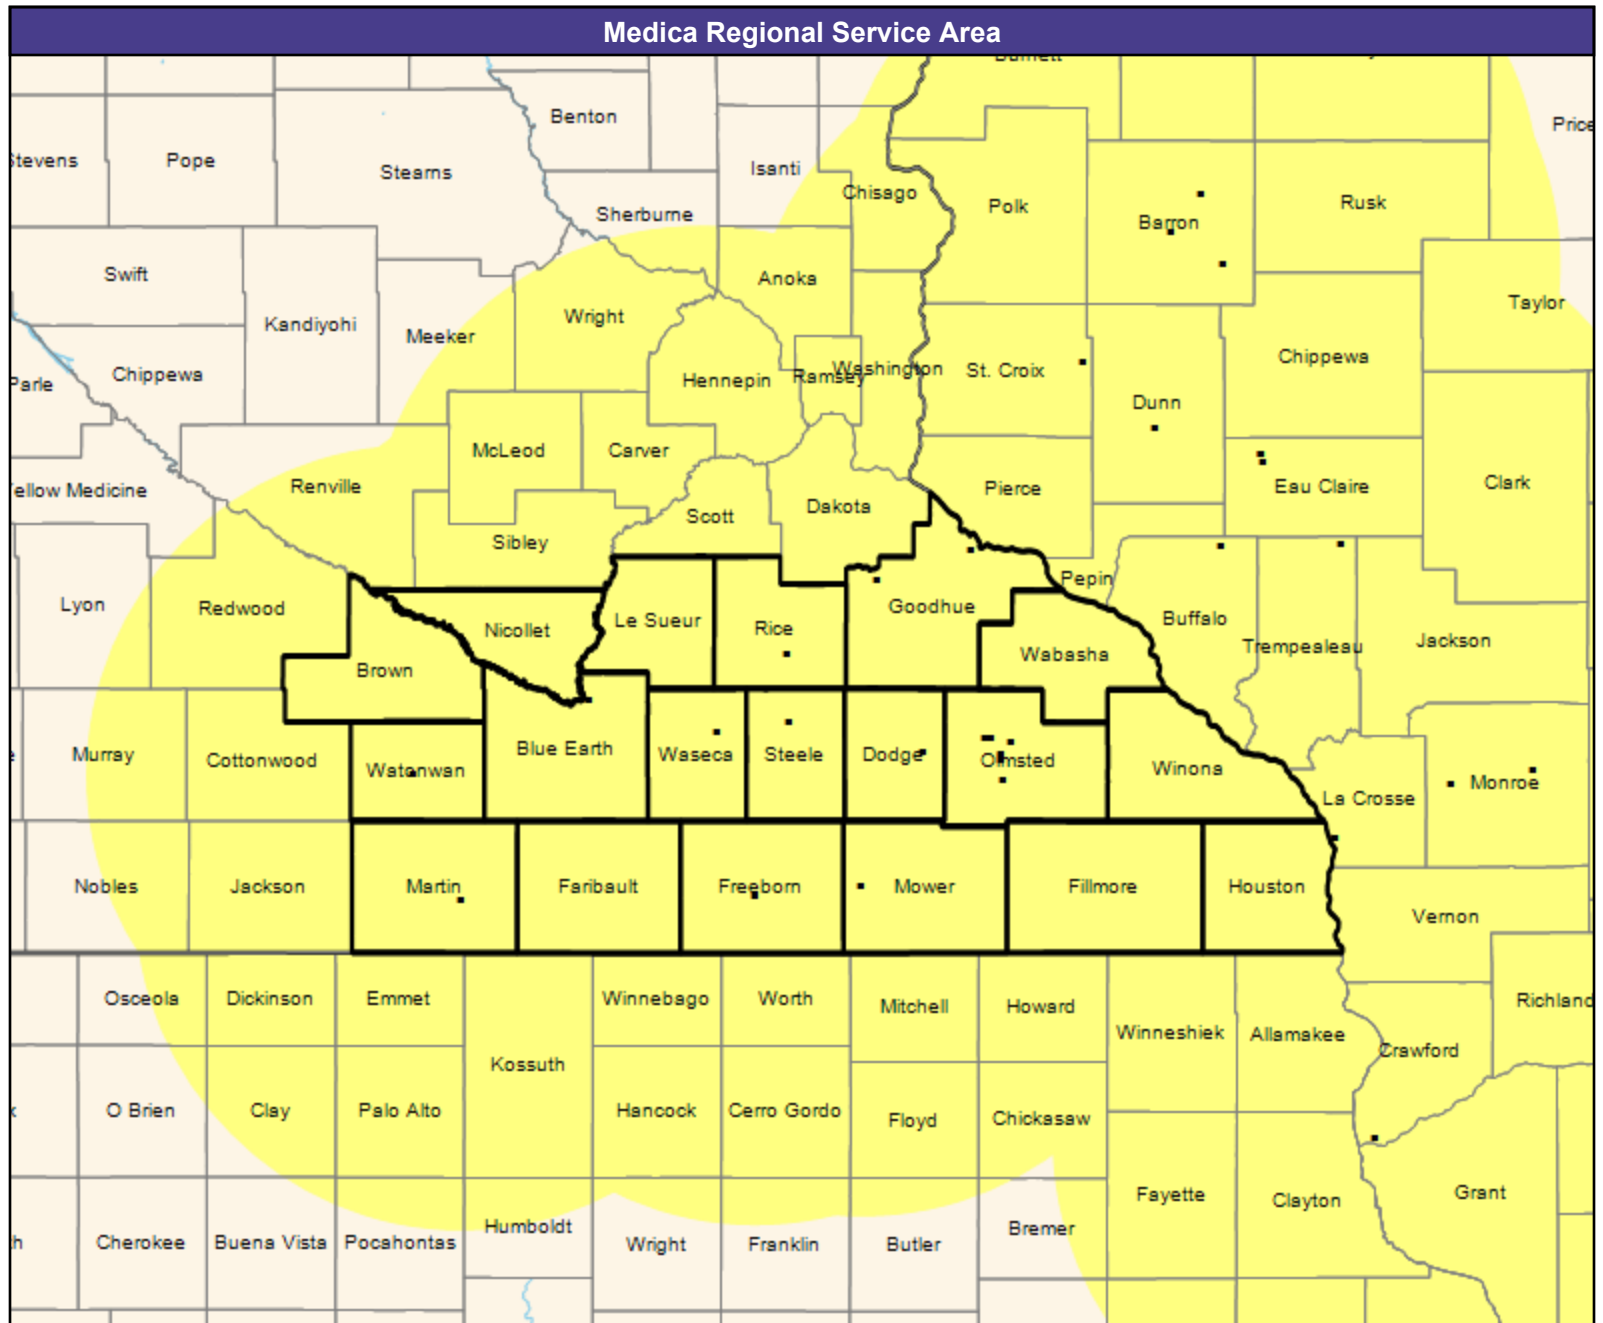 Medica Regional Service Area
Benton
Price
Stevens
Pope
Stearns
Isanti
Chisago
Polk
Barron
Rusk
Sherburne
Swift
Anoka
Taylor
Kandiyohi
Wright
Meeker
Chippewa
Parle
Chippewa
Hennepin
Ramsey
Washington
St. Croix
Dunn
McLeod
Carver
Renville
Yellow Medicine
Pierce
Eau Claire
Clark
Scott
Dakota
Sibley
Pepin
Lyon
Redwood
Nicollet
Le Sueur
Rice
Goodhue
Buffalo
Trempealeau
Jackson
Brown
Wabasha
Murray
Cottonwood
Watonwan
Blue Earth
Waseca
Steele
Dodge
Olmsted
Winona
La Crosse
Monroe
Nobles
Jackson
Martin
Faribault
Freeborn
Mower
Fillmore
Houston
Vernon
Osceola
Dickinson
Emmet
Winnebago
Worth
Mitchell
Howard
Richland
Winneshiek
Allamakee
Crawford
Kossuth
O Brien
Clay
Palo Alto
Hancock
Cerro Gordo
Floyd
Chickasaw
Fayette
Clayton
Grant
Cherokee
Buena Vista
Pocahontas
Humboldt
Wright
Franklin
Butler
Bremer